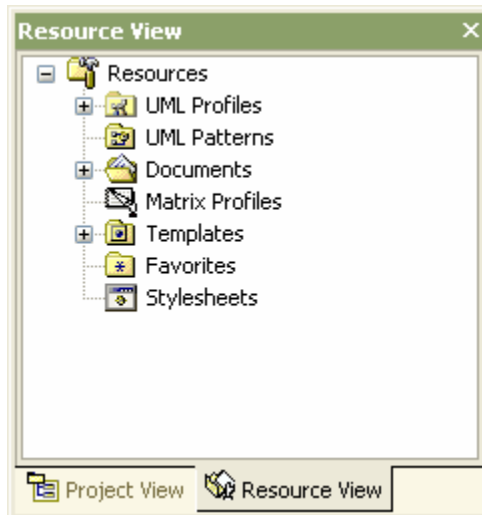 Resource View
Resources
UML Profiles
UML Patterns
Documents
Matrix Profiles
Templates
Favorites
Stylesheets
Project View Resource View